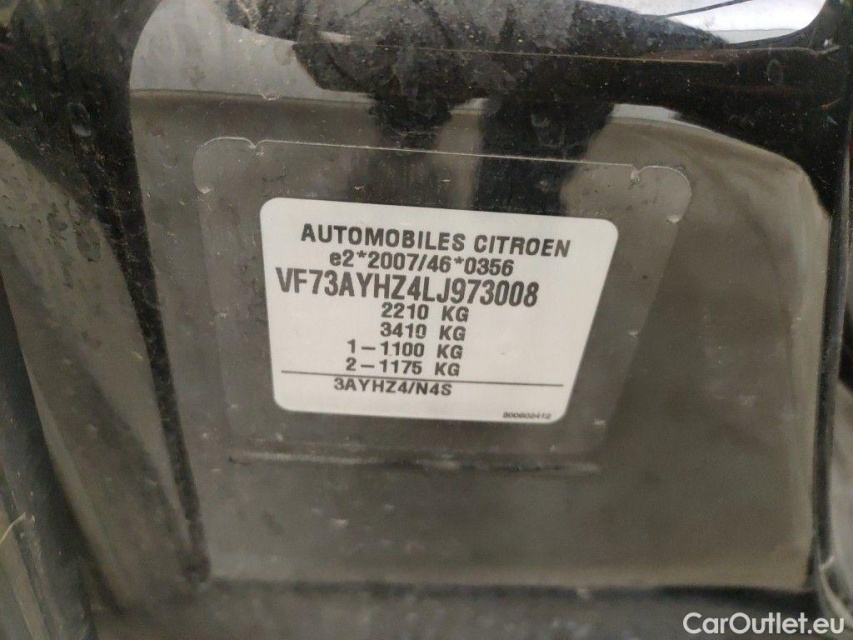 AUTOMOBILES CITROEN
e2*2007/46*0356
VF73AYHZ4LJ973008
2210 KG
3410 KG
1-1100 KG
2-1175 KG
3AYHZ4/N4S
CarOutlet.eu